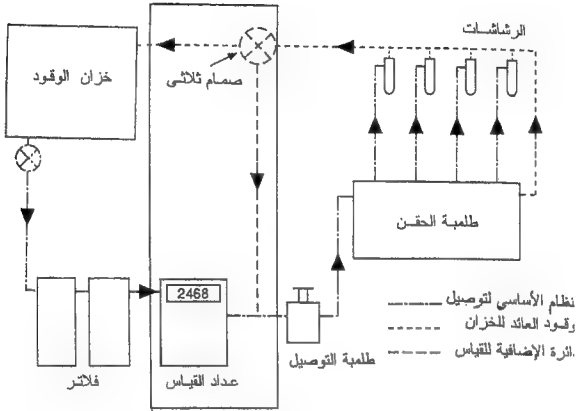 الرشاشات
خزان الوقود
صمام ثلاثى
طلمبة الحقن
2468
نظام الأساسي لتوصيل
وقود العائد للخزان
ائرة الإضافية للقياس
طلمبة التوصيل
عداد القياس
فلاتر